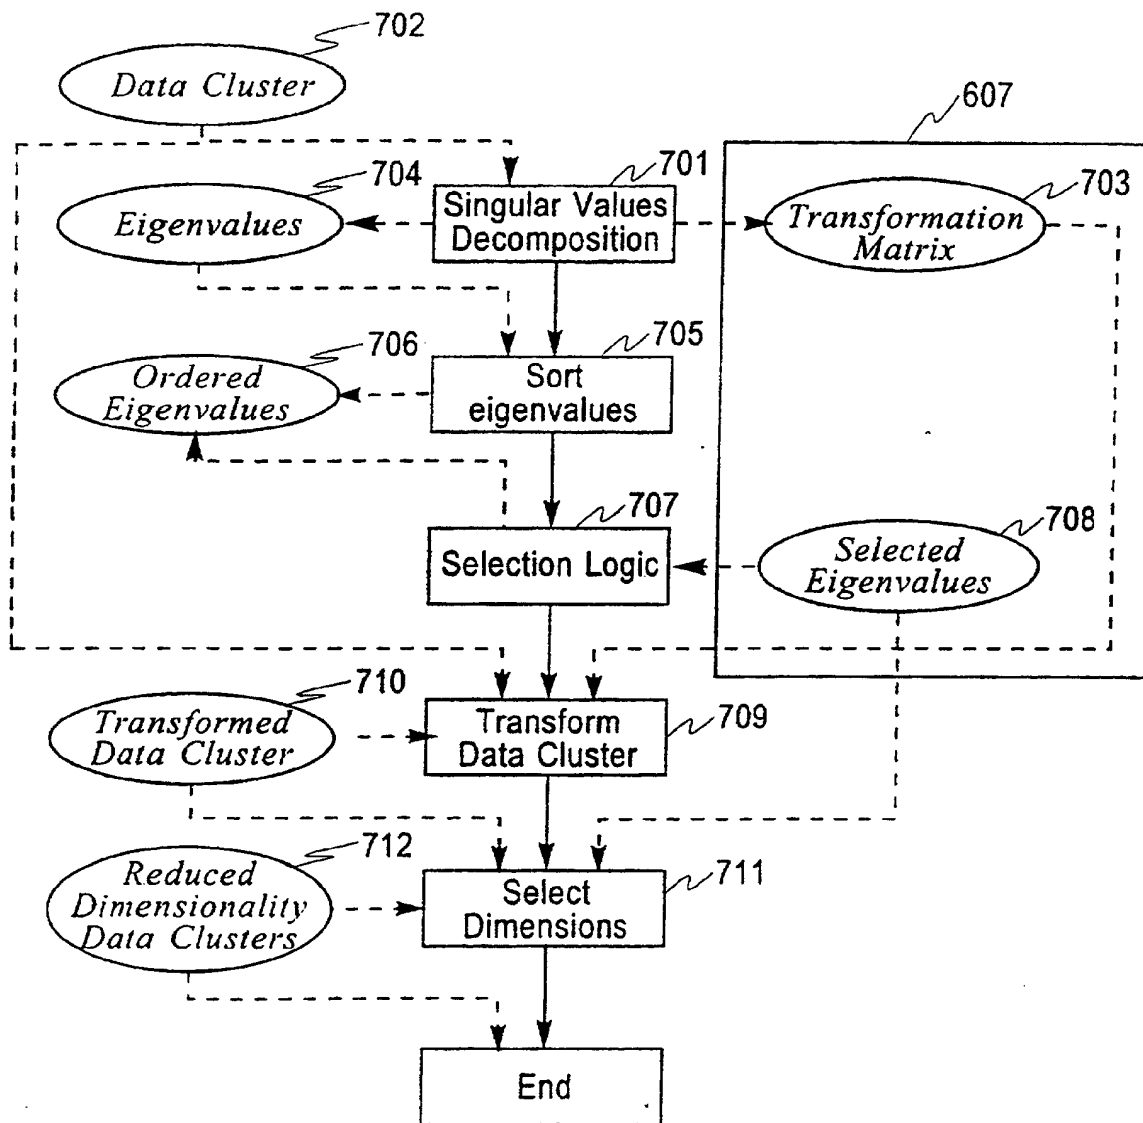 702
Data Cluster
607
704
701
703
Eigenvalues
Singular Values
Decomposition
Transformation
Matrix
706
705
Ordered
Eigenvalues
Sort
eigenvalues
707
708
Selection Logic
Selected
Eigenvalues
710
709
Transformed
Data Cluster
Transform
Data Cluster
712
711
Reduced
Dimensionality
Data Clusters
Select
Dimensions
End